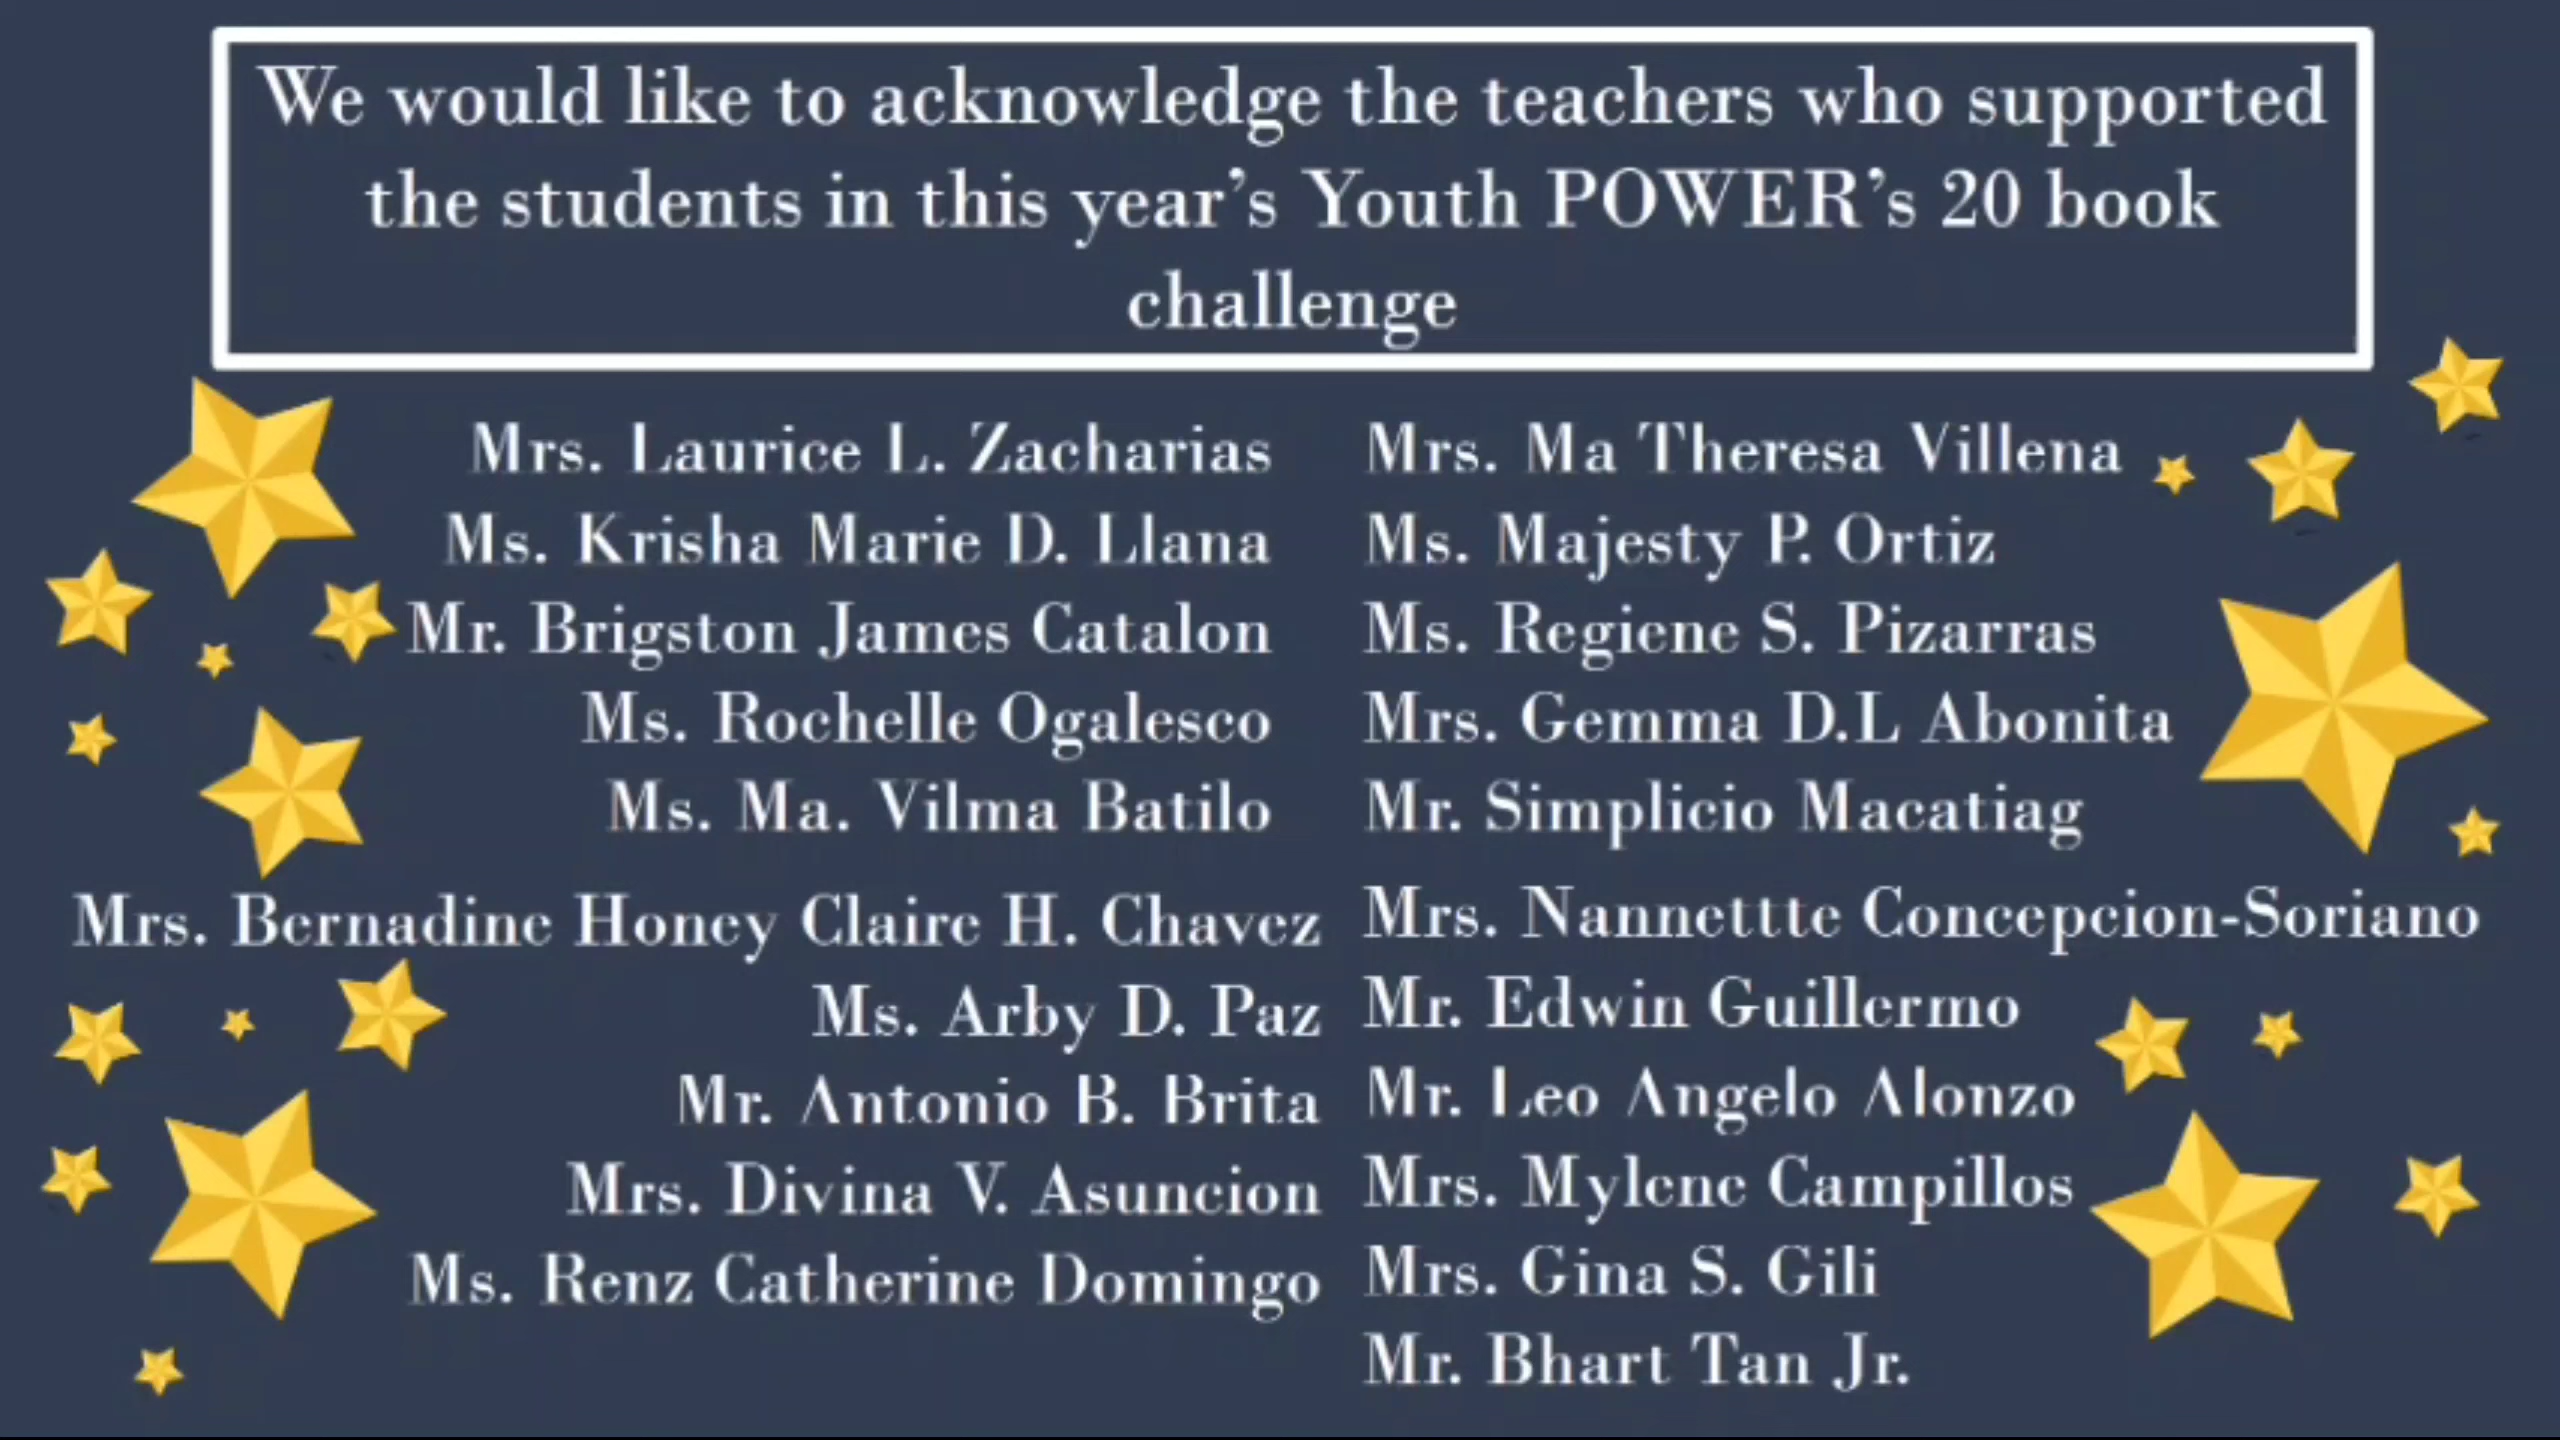 We would like to acknowledge the teachers who supported
the students in this year's Youth POWER's 20 book
challenge
Mrs. Laurice L. Zacharias
Ms. Krisha Marie D. Llana
Mr. Brigston James Catalon
Ms. Rochelle Ogalesco
Ms. Ma. Vilma Batilo
Mrs. Bernadine Honey Claire H. Chavez
Ms. Arby D. Paz
Mr. Antonio B. Brita
Mrs. Divina V. Asuncion
Ms. Renz Catherine Domingo
Mrs. Ma Theresa Villena
Ms. Majesty P. Ortiz
Ms. Regiene S. Pizarras
Mrs. Gemma D.L Abonita
Mr. Simplicio Macatiag
Mrs. Nannettte Concepcion-Soriano
Mr. Edwin Guillermo
Mr. Leo Angelo Alonzo
Mrs. Mylene Campillos
Mrs. Gina S. Gili
Mr. Bhart Tan Jr.